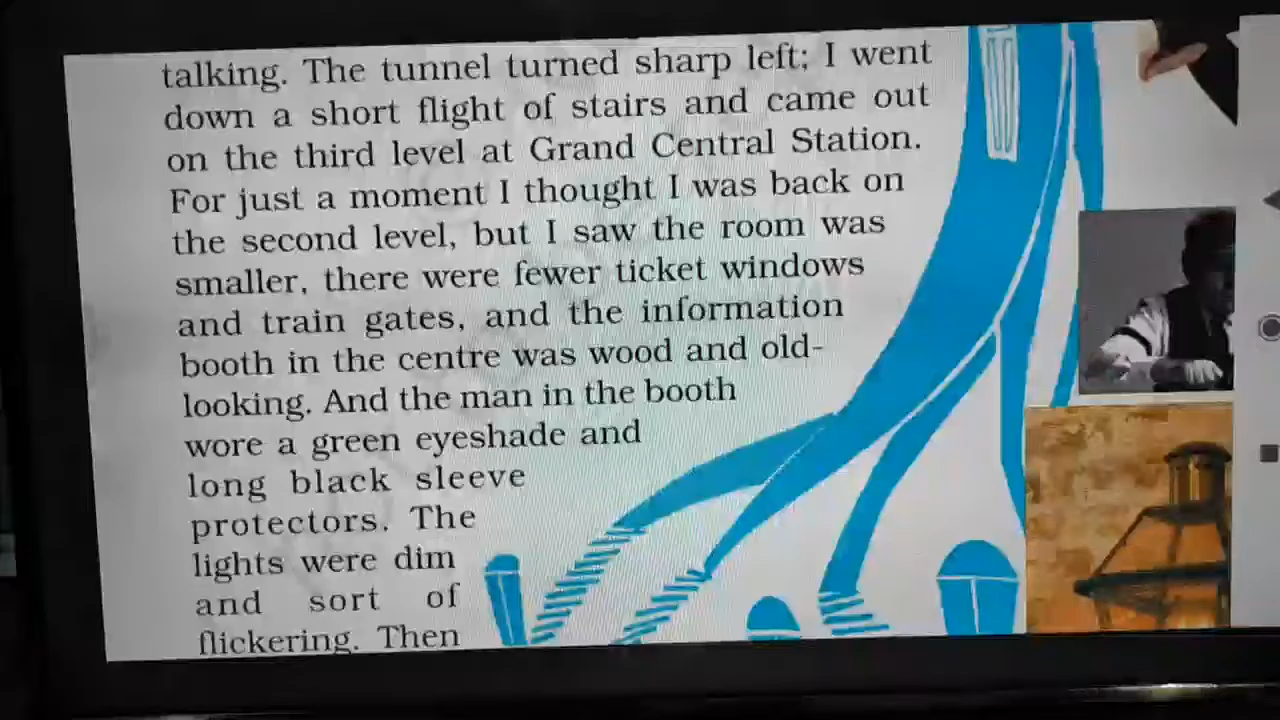 talking. The tunnel turned sharp left; I went
down a short flight of stairs and came out
on the third level at Grand Central Station.
For just a moment I thought I was back on
the second level, but I saw the room was
smaller, there were fewer ticket windows
and train gates, and the information
booth in the centre was wood and old-
looking. And the man in the booth
wore a green eyeshade and
long black sleeve
protectors. The
lights were dim
and sort of
flickering. Then